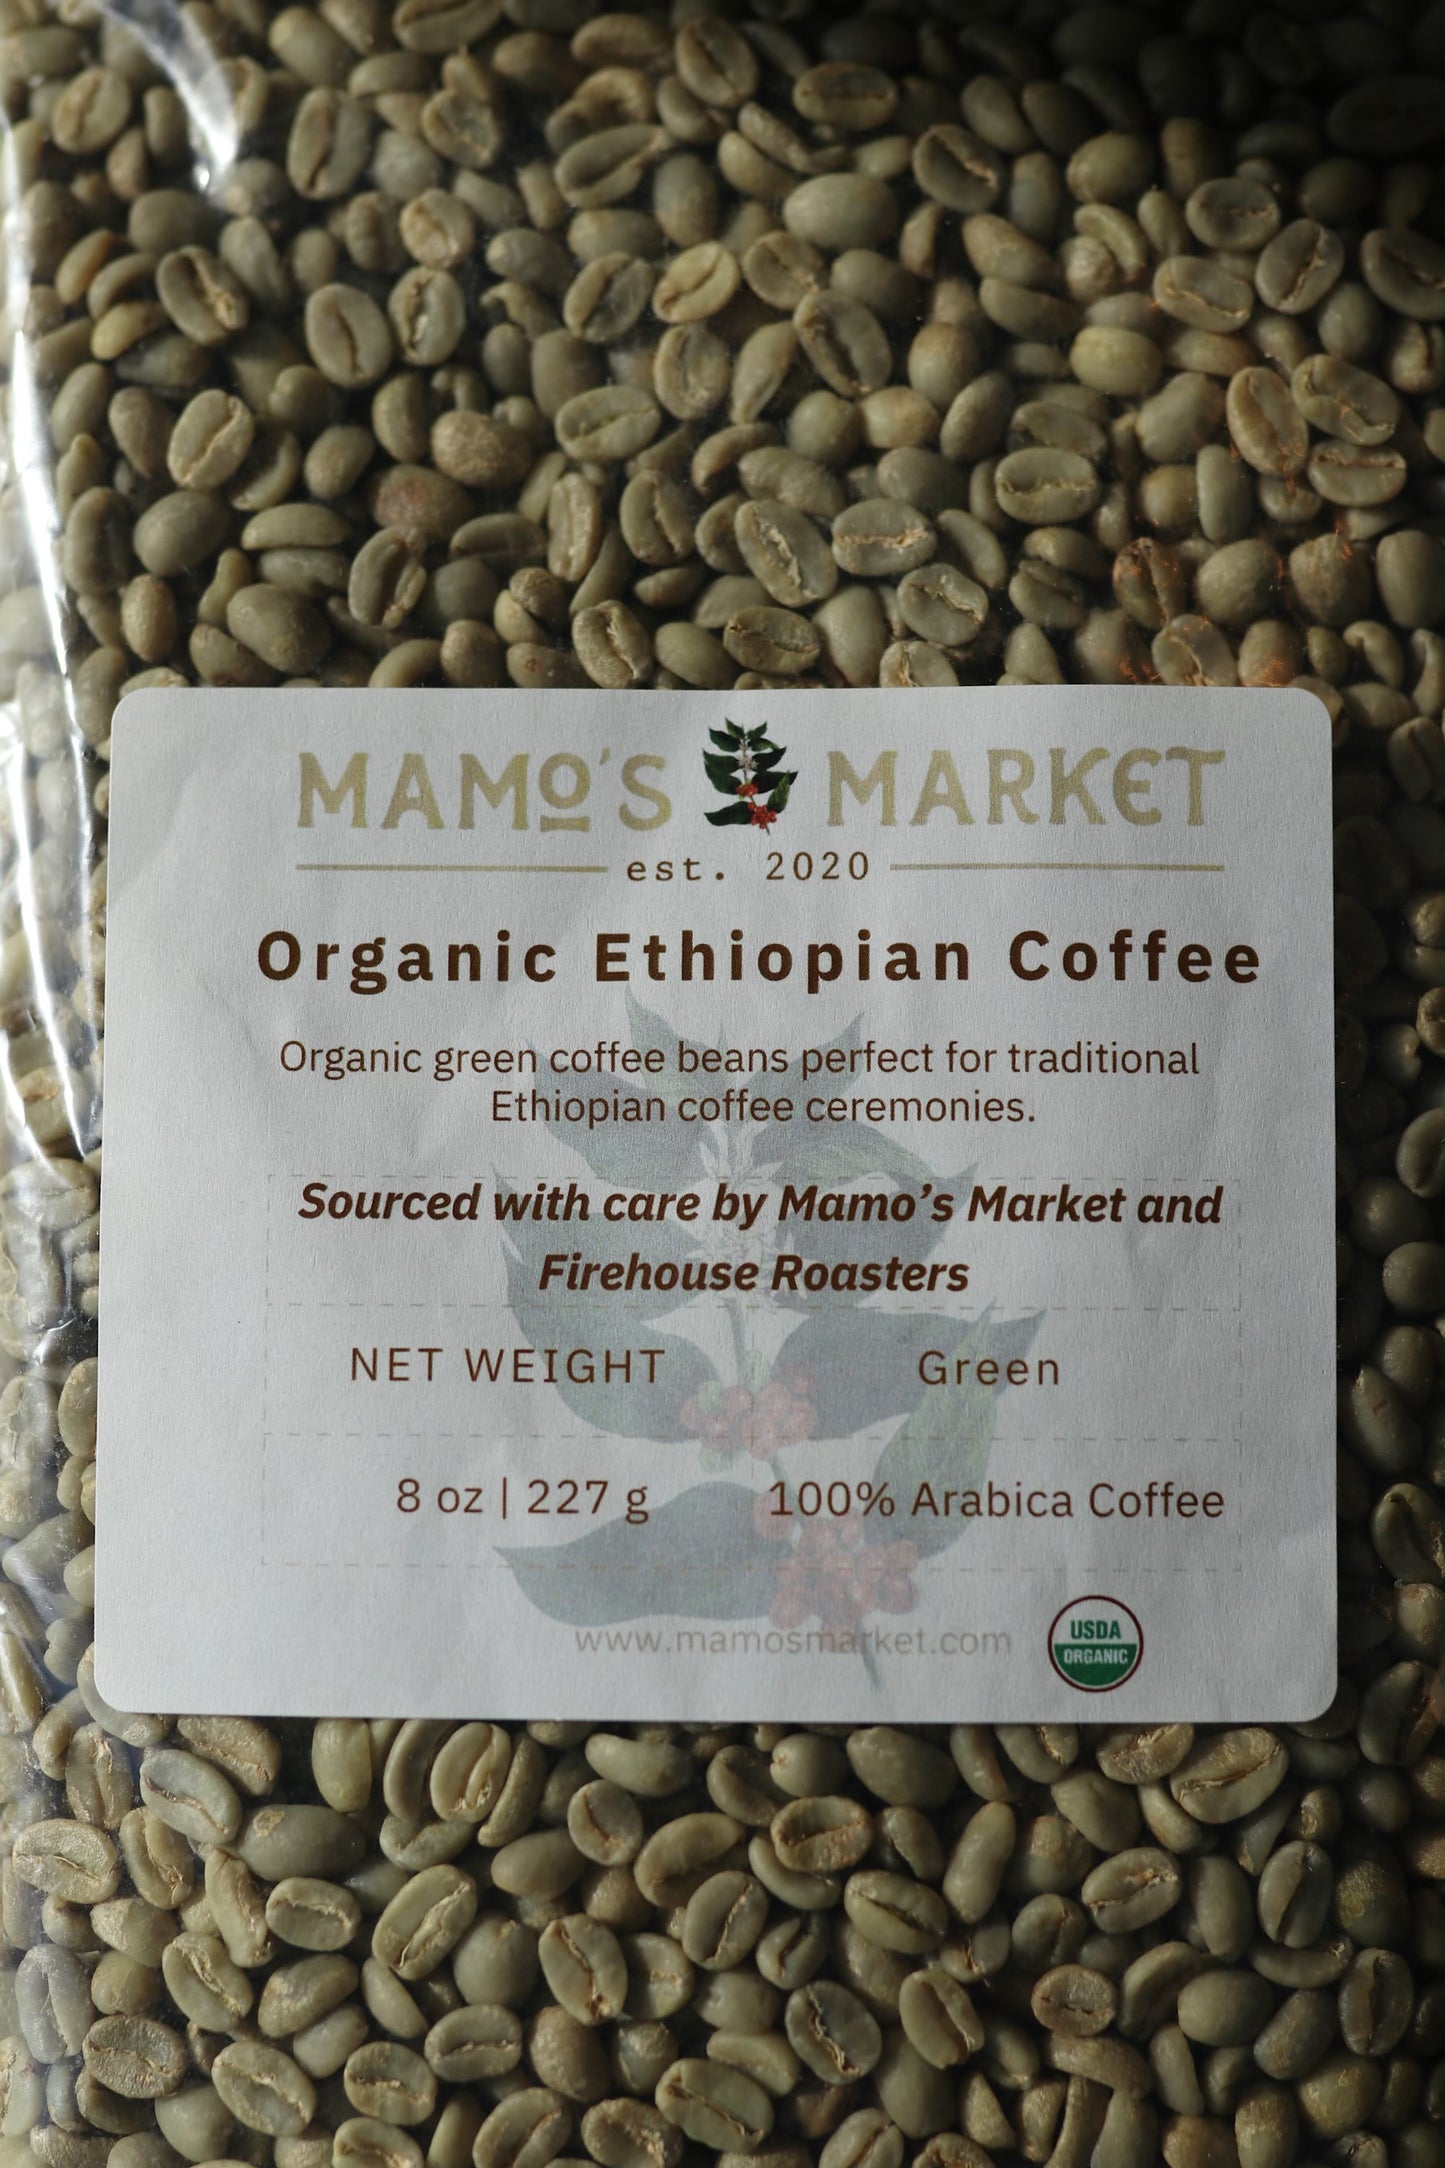 MAMO'S MARKET
est. 2020
Organic Ethiopian Coffee
Organic green coffee beans perfect for traditional
Ethiopian coffee ceremonies.
Sourced with care by Mamo’s Market and
Firehouse Roasters
NET WEIGHT Green
8 oz | 227 g 100% Arabica Coffee
www.mamosmarket.com
USDA
ORGANIC